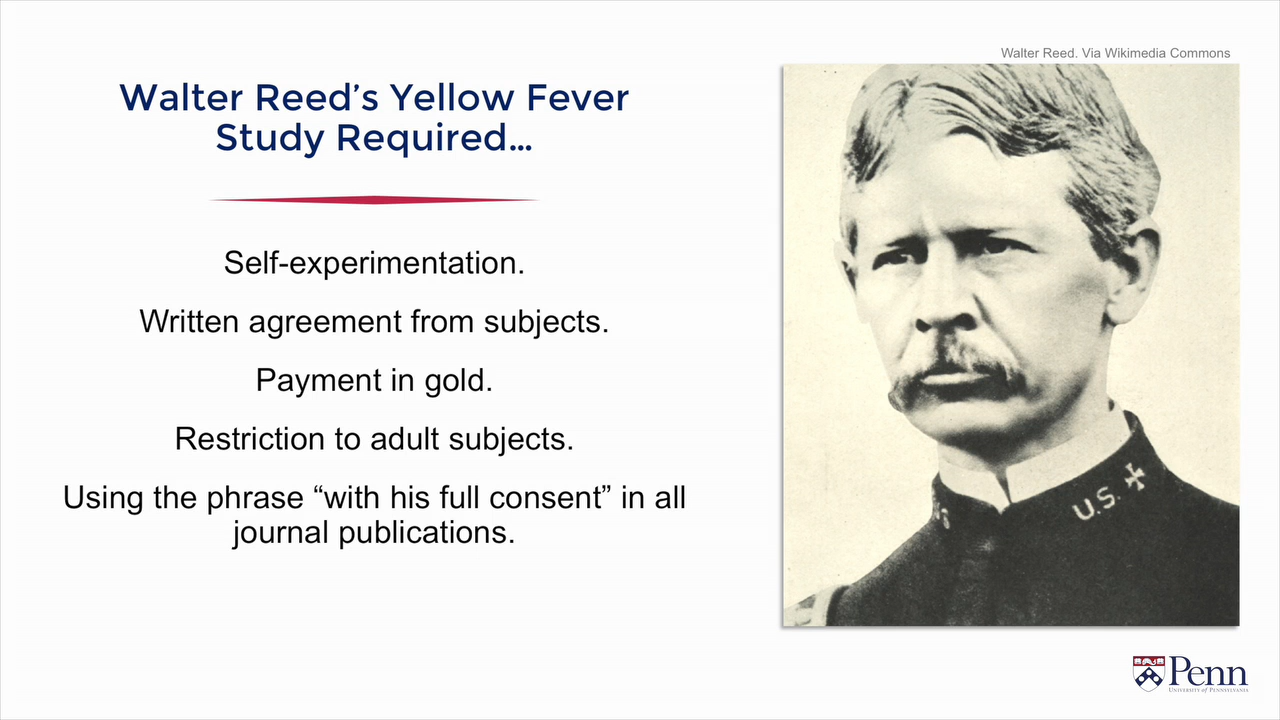 Walter Reed. Via Wikimedia Commons
Walter Reed’s Yellow Fever
Study Required...
Self-experimentation.
Written agreement from subjects.
Payment in gold.
Restriction to adult subjects.
Using the phrase “with his full consent” in all
journal publications.
U.S.
Penn
UNIVERSITY of PENNSYLVANIA